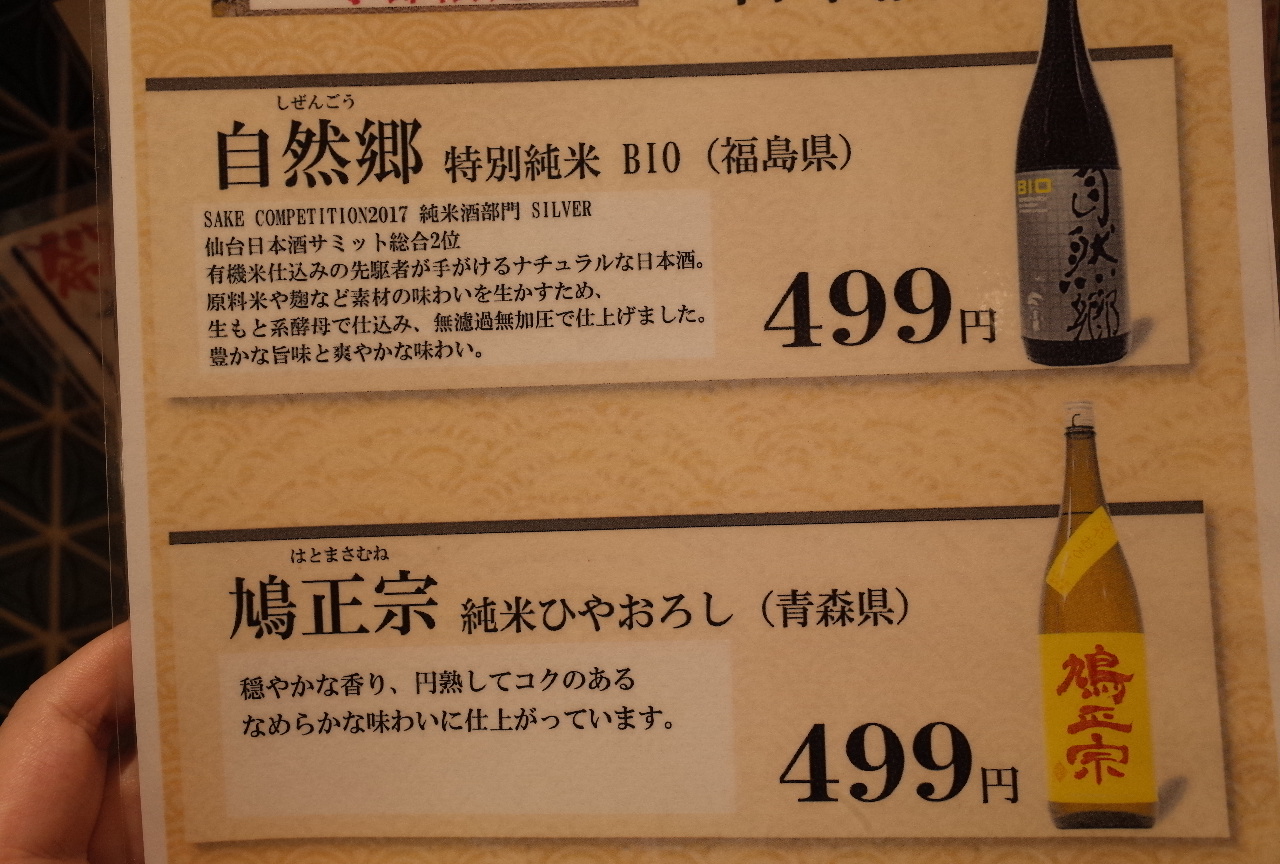 しぜんごう
自然郷 特別純米 BIO（福島県）
SAKE COMPETITION2017 純米酒部門 SILVER
仙台日本酒サミット総合2位
有機米仕込みの先駆者が手がけるナチュラルな日本酒。
原料米や麹など素材の味わいを生かすため、
生もと系酵母で仕込み、無濾過無加圧で仕上げました。
豊かな旨味と爽やかな味わい。
499円
BIO
自然郷
はとまさむね
鳩正宗 純米ひやおろし（青森県）
穏やかな香り、円熟してコクのある
なめらかな味わいに仕上がっています。
499円
鳩正宗